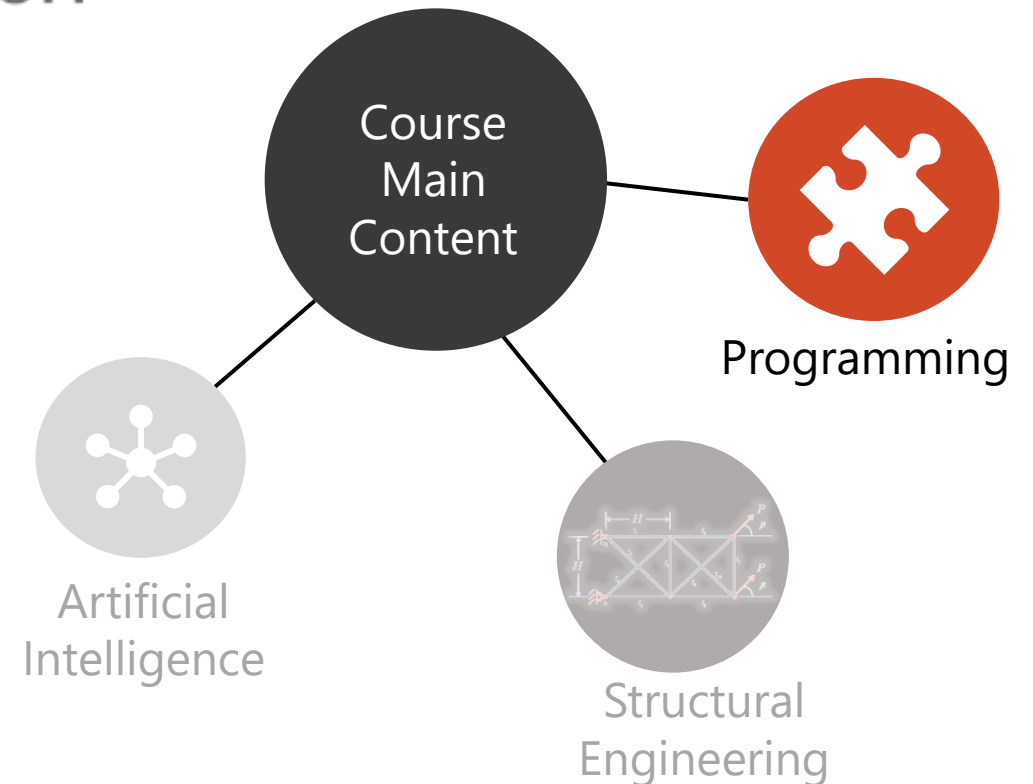 Course
Main
Content
Programming
Artificial
Intelligence
H
H
P
β
P
β
Structural
Engineering